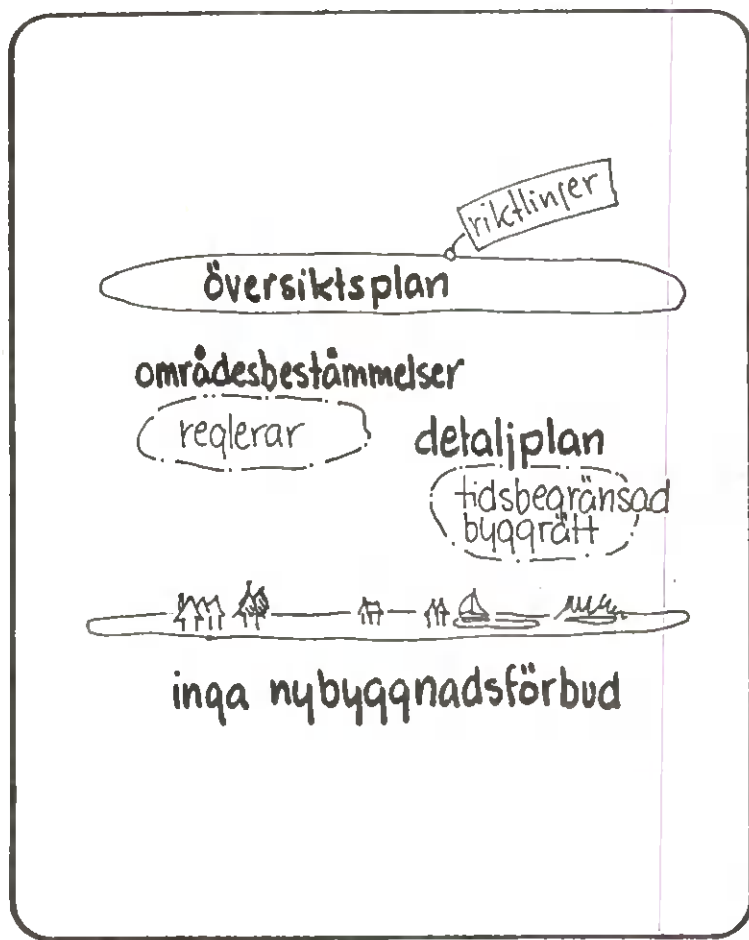 riktlinjer
översiktsplan
områdesbestämmelser
reglerar
detaljplan
tidsbegränsad
byggrätt
inga nybyggnadsförbud